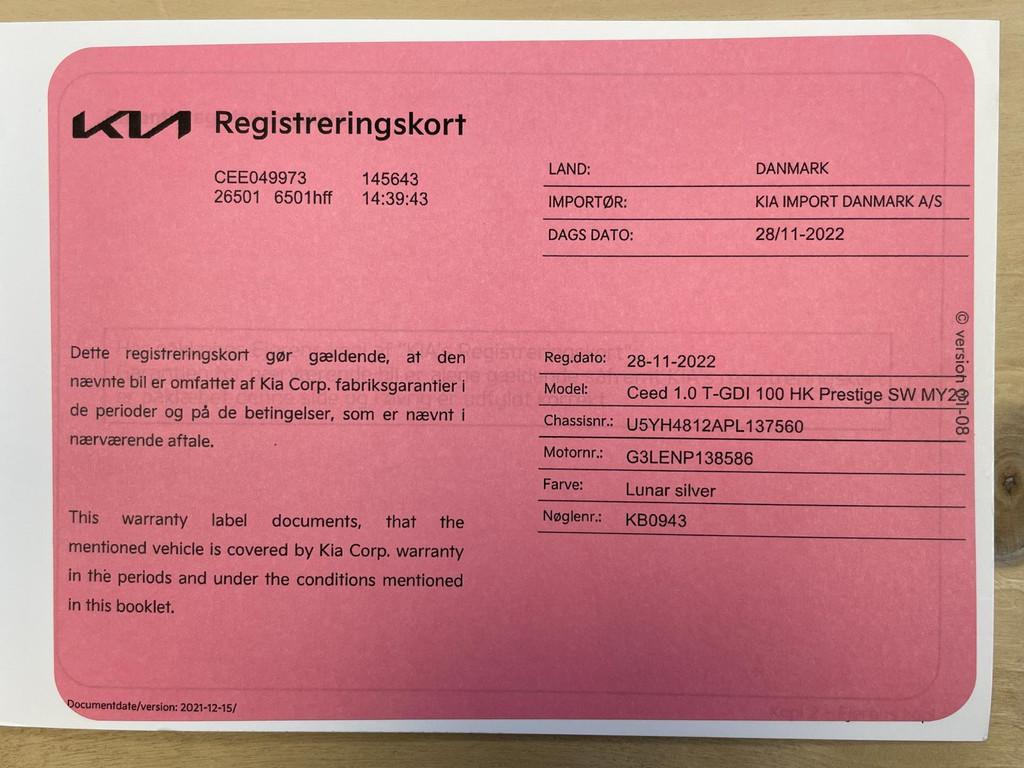 KIA Registreringskort
CEE049973 145643
26501 6501hff 14:39:43
LAND: DANMARK
IMPORTØR: KIA IMPORT DANMARK A/S
DAGS DATO: 28/11-2022
Dette registreringskort gør gældende, at den
nævnte bil er omfattet af Kia Corp. fabriksgarantier i
de perioder og på de betingelser, som er nævnt i
nærværende aftale.
This warranty label documents, that the
mentioned vehicle is covered by Kia Corp. warranty
in the periods and under the conditions mentioned
in this booklet.
Reg.dato: 28-11-2022
Model: Ceed 1.0 T-GDI 100 HK Prestige SW
Chassisnr.: U5YH4812APL137560
Motornr.: G3LENP138586
Farve: Lunar silver
Nøglenr.: KB0943
© version
Documentdate/version: 2021-12-15/